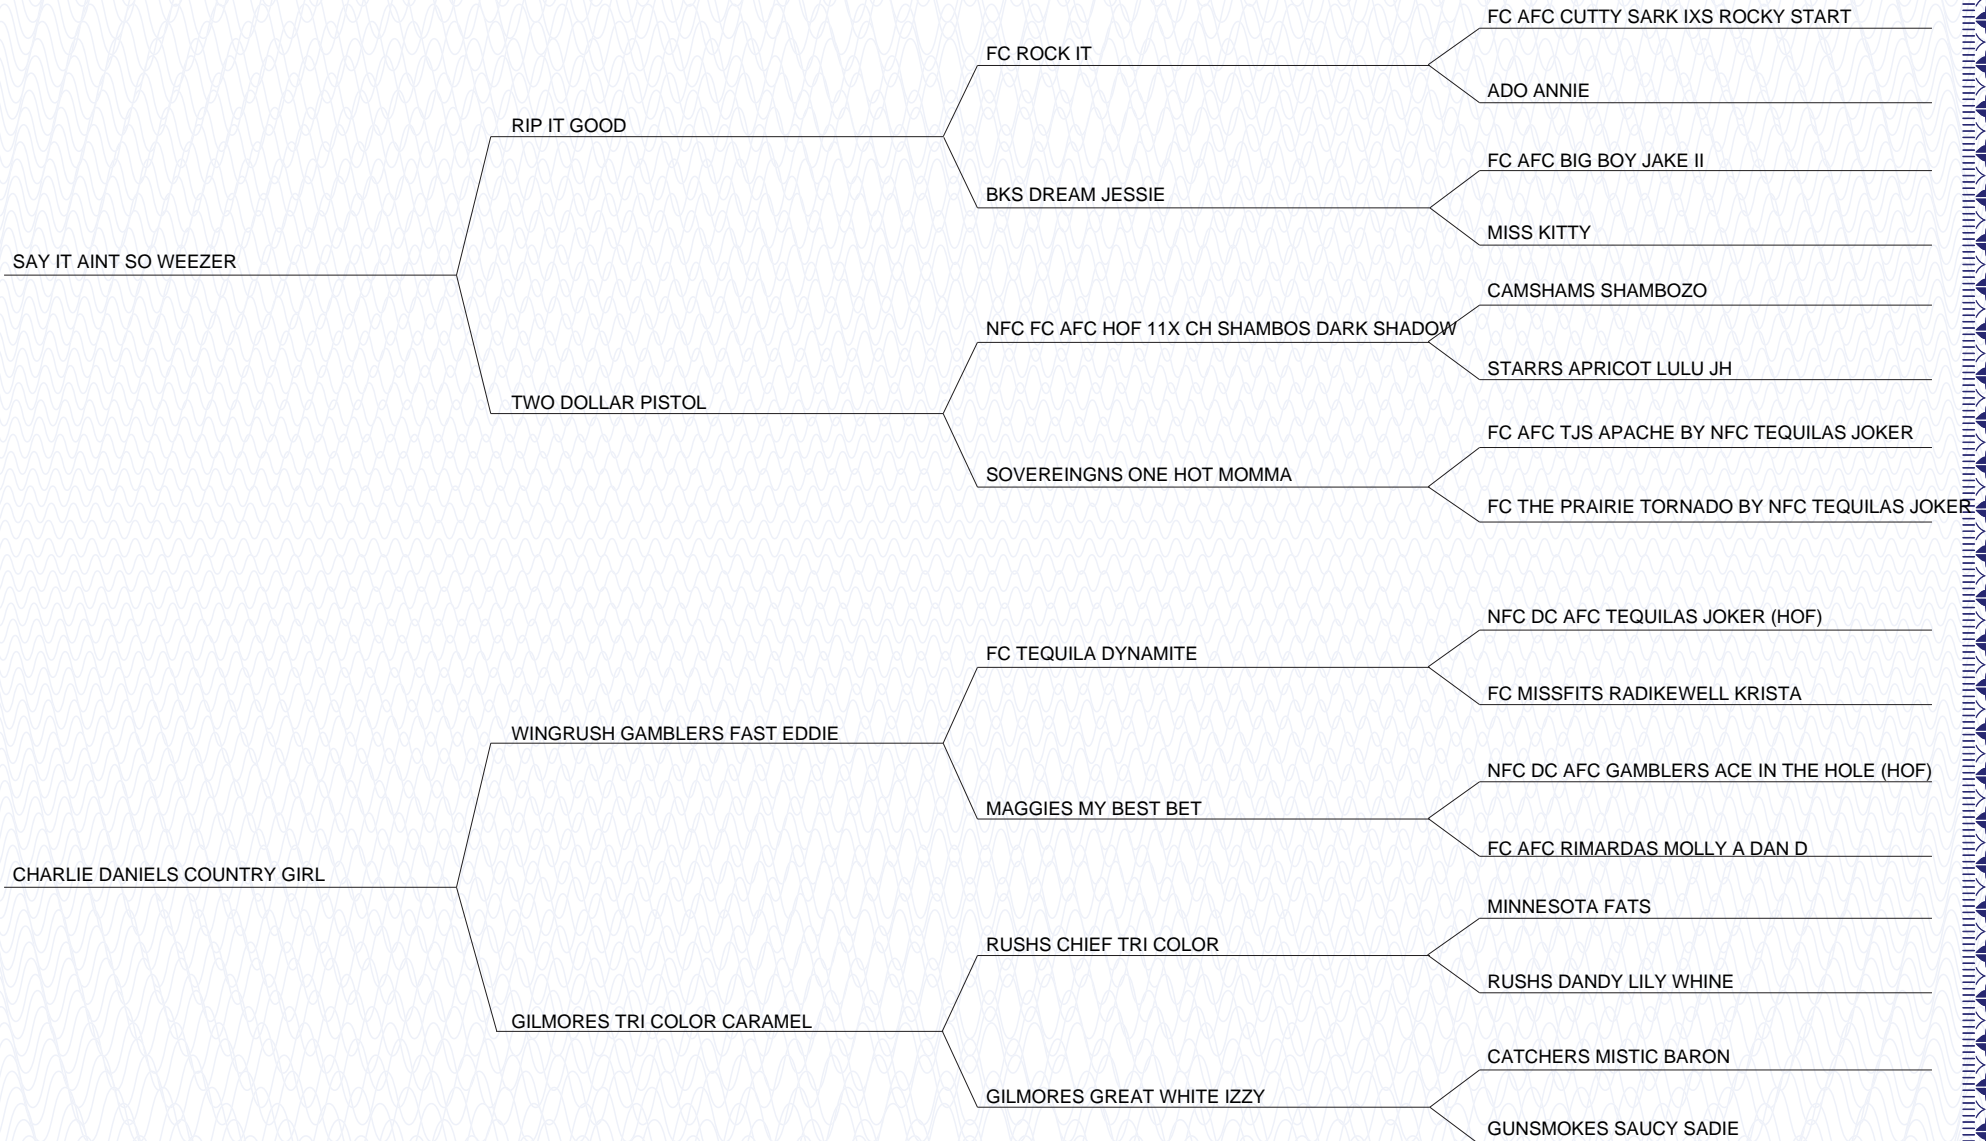 FC AFC CUTTY SARK IXS ROCKY START
FC ROCK IT
ADO ANNIE
RIP IT GOOD
FC AFC BIG BOY JAKE II
BKS DREAM JESSIE
MISS KITTY
SAY IT AINT SO WEEZER
CAMSHAMS SHAMBOZO
NFC FC AFC HOF 11X CH SHAMBOS DARK SHADOW
STARRS APRICOT LULU JH
TWO DOLLAR PISTOL
FC AFC TJS APACHE BY NFC TEQUILAS JOKER
SOVEREINGNS ONE HOT MOMMA
FC THE PRAIRIE TORNADO BY NFC TEQUILAS JOKER
NFC DC AFC TEQUILAS JOKER (HOF)
FC TEQUILA DYNAMITE
FC MISSFITS RADIKEWELL KRISTA
WINGRUSH GAMBLERS FAST EDDIE
NFC DC AFC GAMBLERS ACE IN THE HOLE (HOF)
MAGGIES MY BEST BET
FC AFC RIMARDAS MOLLY A DAN D
CHARLIE DANIELS COUNTRY GIRL
MINNESOTA FATS
RUSHS CHIEF TRI COLOR
RUSHS DANDY LILY WHINE
GILMORES TRI COLOR CARAMEL
CATCHERS MISTIC BARON
GILMORES GREAT WHITE IZZY
GUNSMOKES SAUCY SADIE